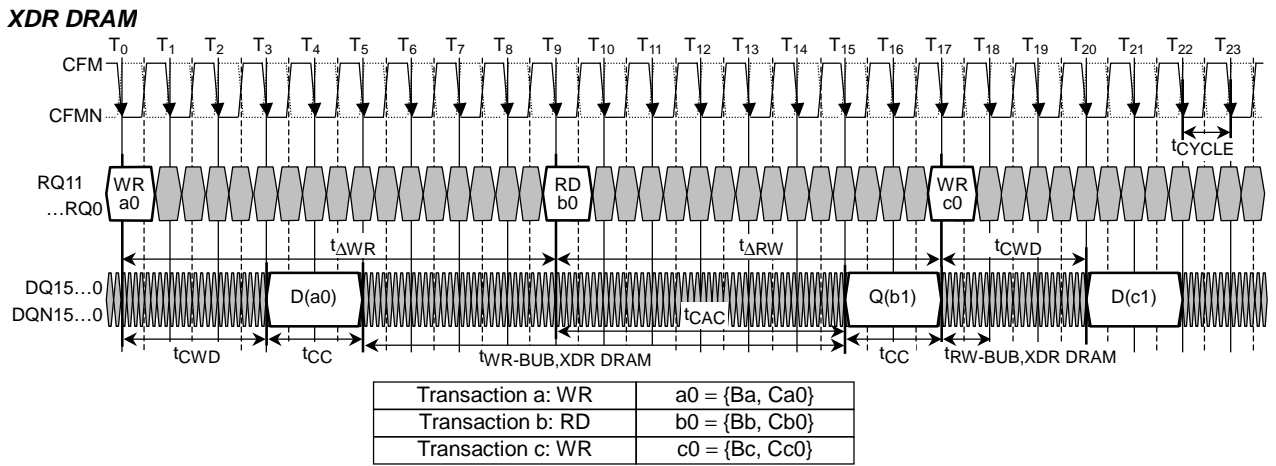 XDR DRAM
T0 T1 T2 T3 T4 T5 T6 T7 T8 T9 T10 T11 T12 T13 T14 T15 T16 T17 T18 T19 T20 T21 T22 T23
CFM
CFMN
tCYCLE
RQ11 WR RD WR
…RQ0 a0 b0 c0
tΔWR tΔRW tCWD
DQ15…0 D(a0) Q(b1) D(c1)
DQN15…0
tCAC
tCWD tCC tWR-BUB,XDR DRAM tCC tRW-BUB,XDR DRAM
Transaction a: WR a0 = {Ba, Ca0}
Transaction b: RD b0 = {Bb, Cb0}
Transaction c: WR c0 = {Bc, Cc0}